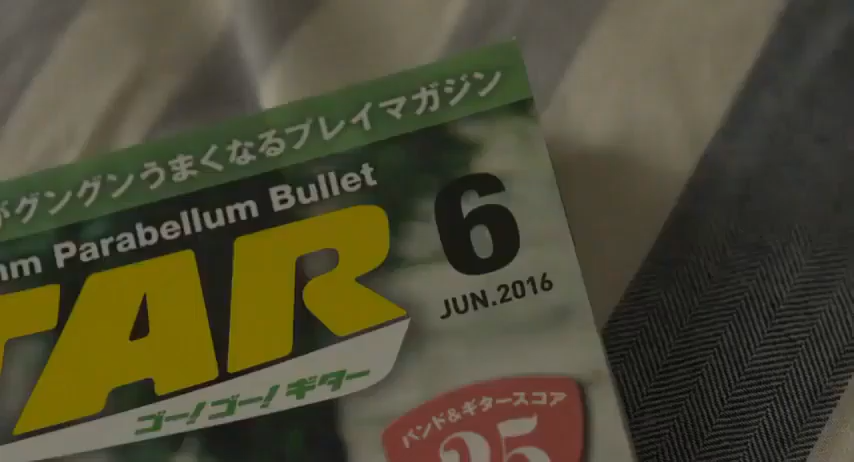 がグングンうまくなるプレイマガジン
mm Parabellum Bullet
TAR
6
JUN.2016
ゴー!ゴー!ギター
バンド&ギタースコア
25